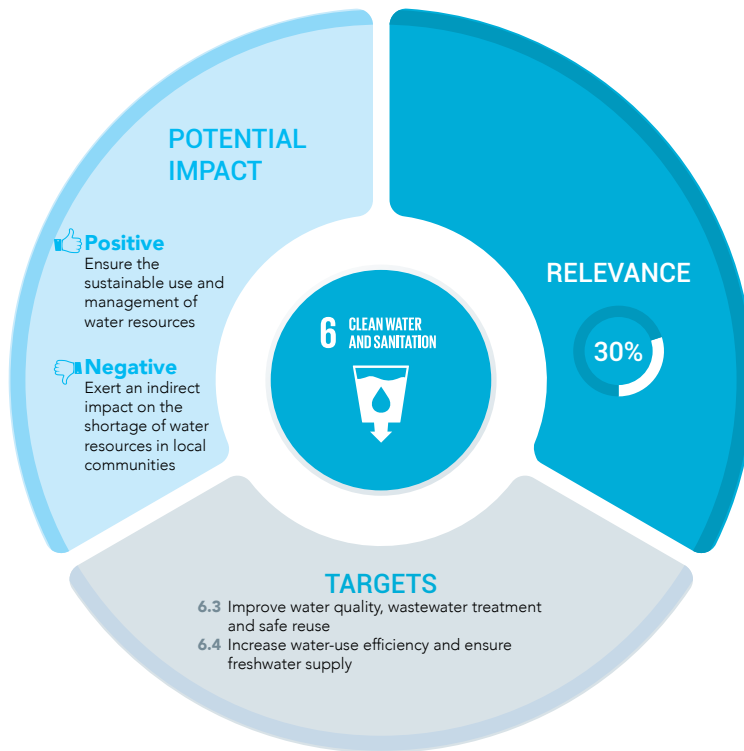 POTENTIAL
IMPACT
Positive
Ensure the
sustainable use and
management of
water resources
Negative
Exert an indirect
impact on the
shortage of water
resources in local
communities
RELEVANCE
30%
6 CLEAN WATER
AND SANITATION
TARGETS
6.3 Improve water quality, wastewater treatment
and safe reuse
6.4 Increase water-use efficiency and ensure
freshwater supply